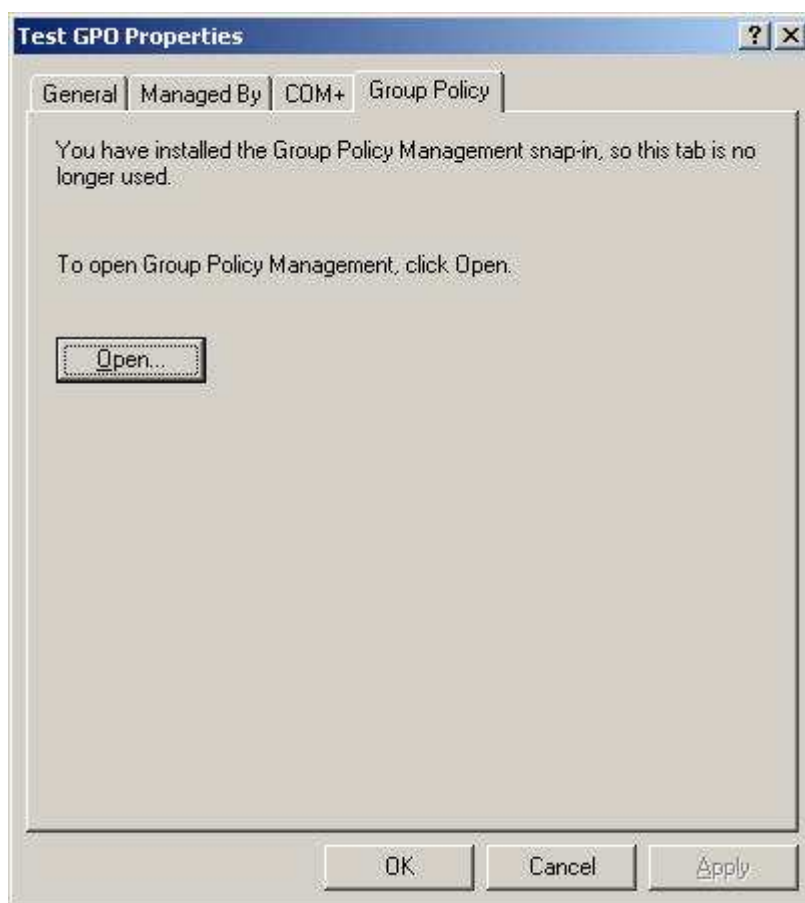 Test GPO Properties
General Managed By COM+ Group Policy
You have installed the Group Policy Management snap-in, so this tab is no
longer used.
To open Group Policy Management, click Open.
Open...
OK Cancel Apply